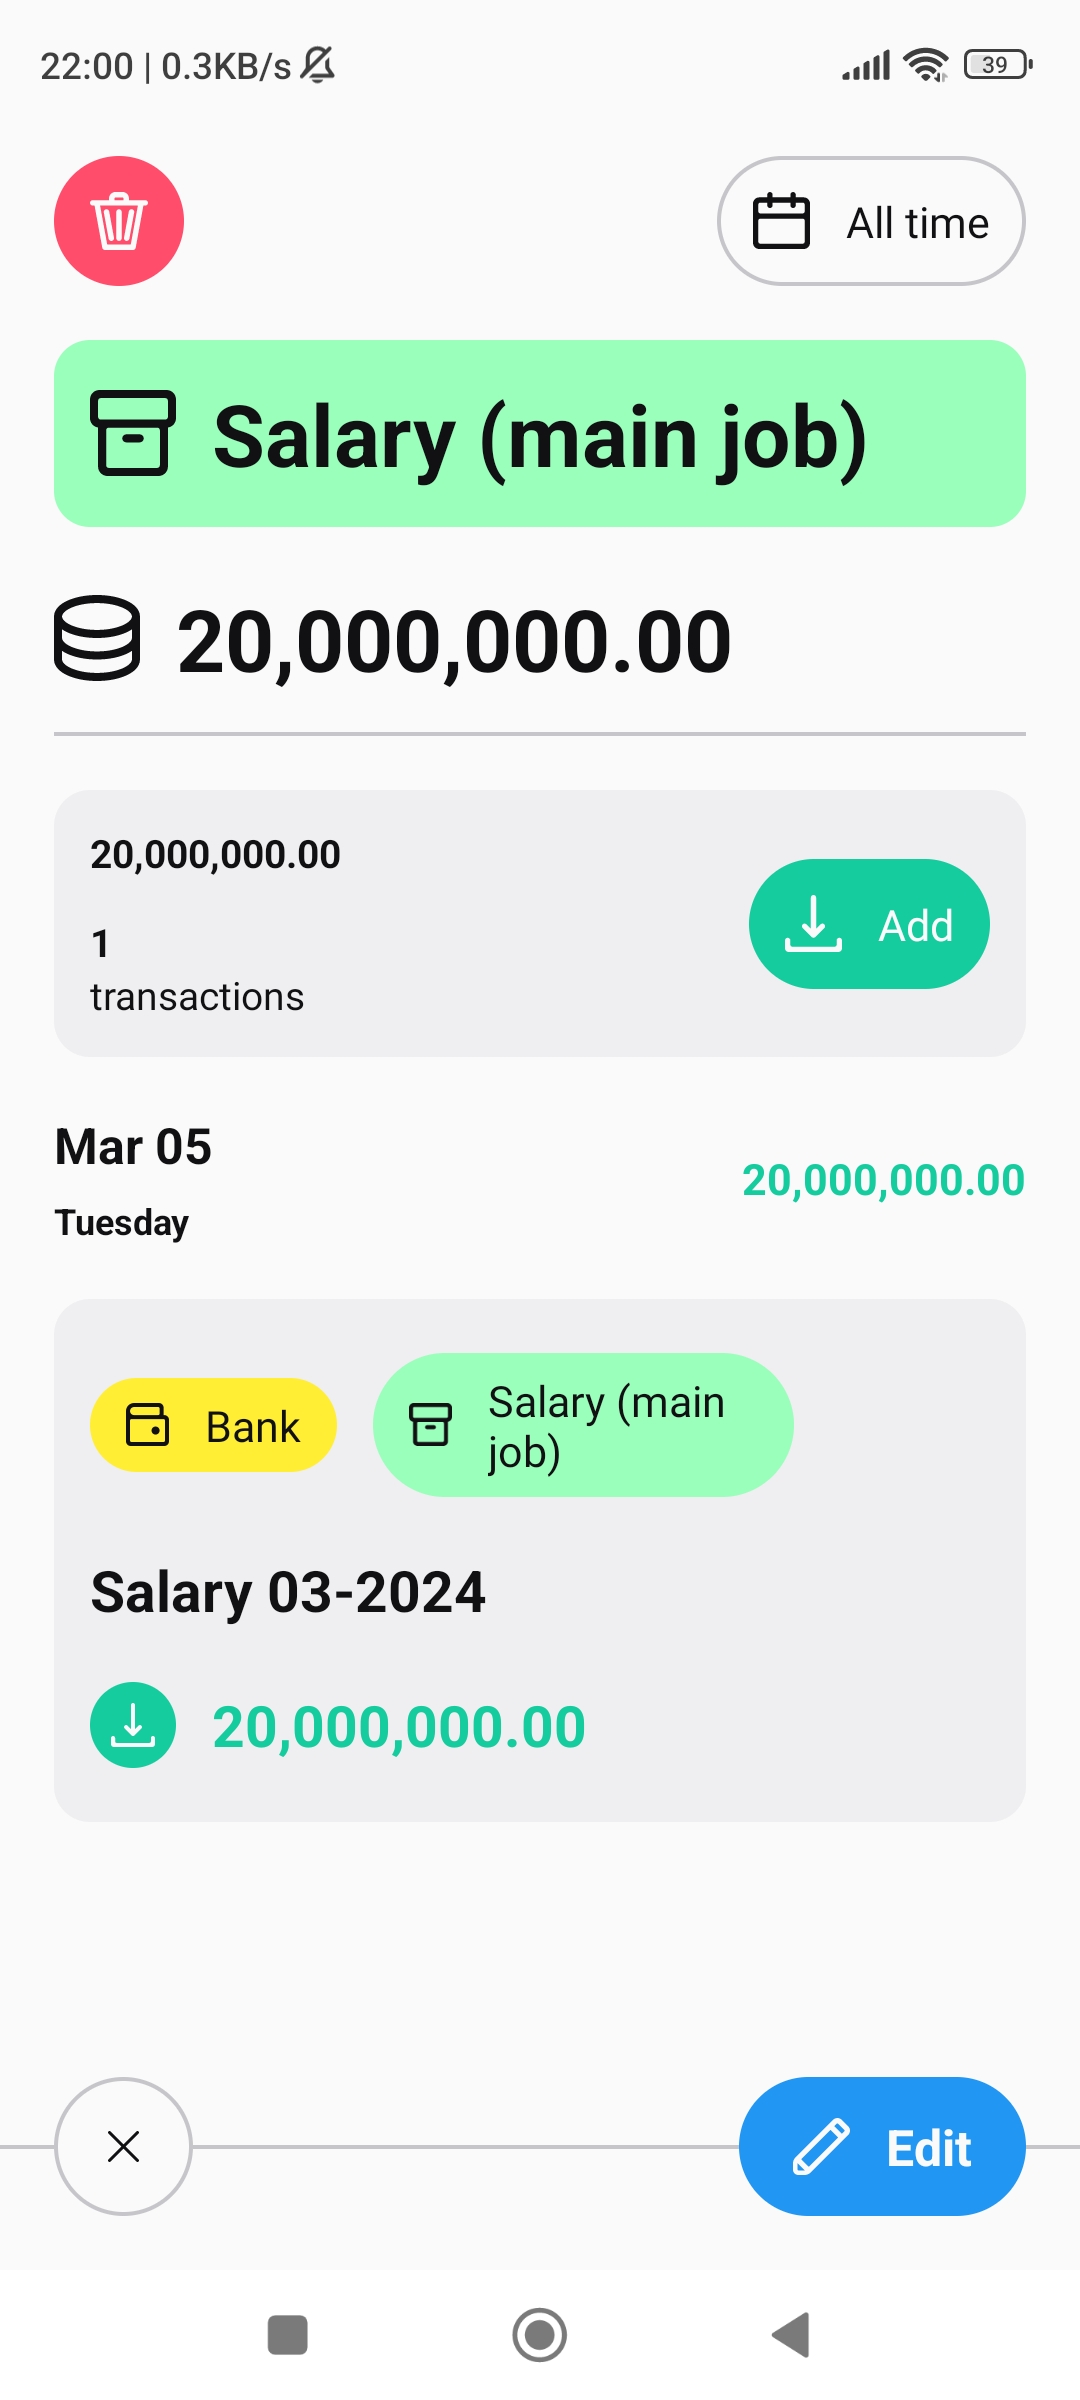 22:00 | 0.3KB/s
39
All time
Salary (main job)
20,000,000.00
20,000,000.00
1
transactions
Add
Mar 05
Tuesday
20,000,000.00
Bank
Salary (main
job)
Salary 03-2024
20,000,000.00
Edit